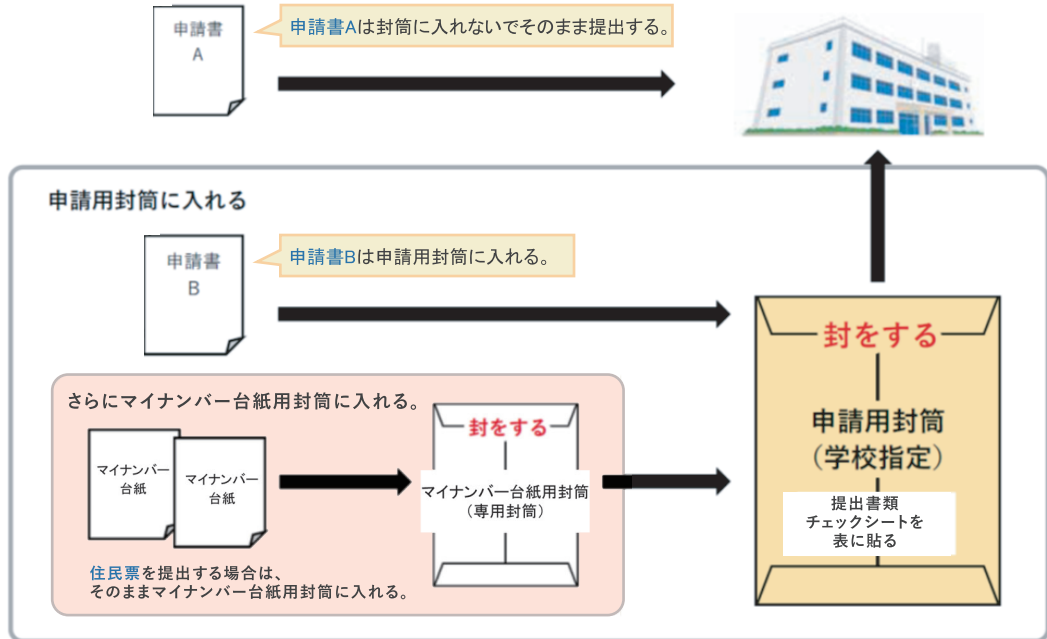 申請書
A
申請書Aは封筒に入れないでそのまま提出する。
申請用封筒に入れる
申請書
B
申請書Bは申請用封筒に入れる。
さらにマイナンバー台紙用封筒に入れる。
マイナンバー
台紙
マイナンバー
台紙
封をする
マイナンバー台紙用封筒
（専用封筒）
住民票を提出する場合は、
そのままマイナンバー台紙用封筒に入れる。
封をする
申請用封筒
（学校指定）
提出書類
チェックシートを
表に貼る